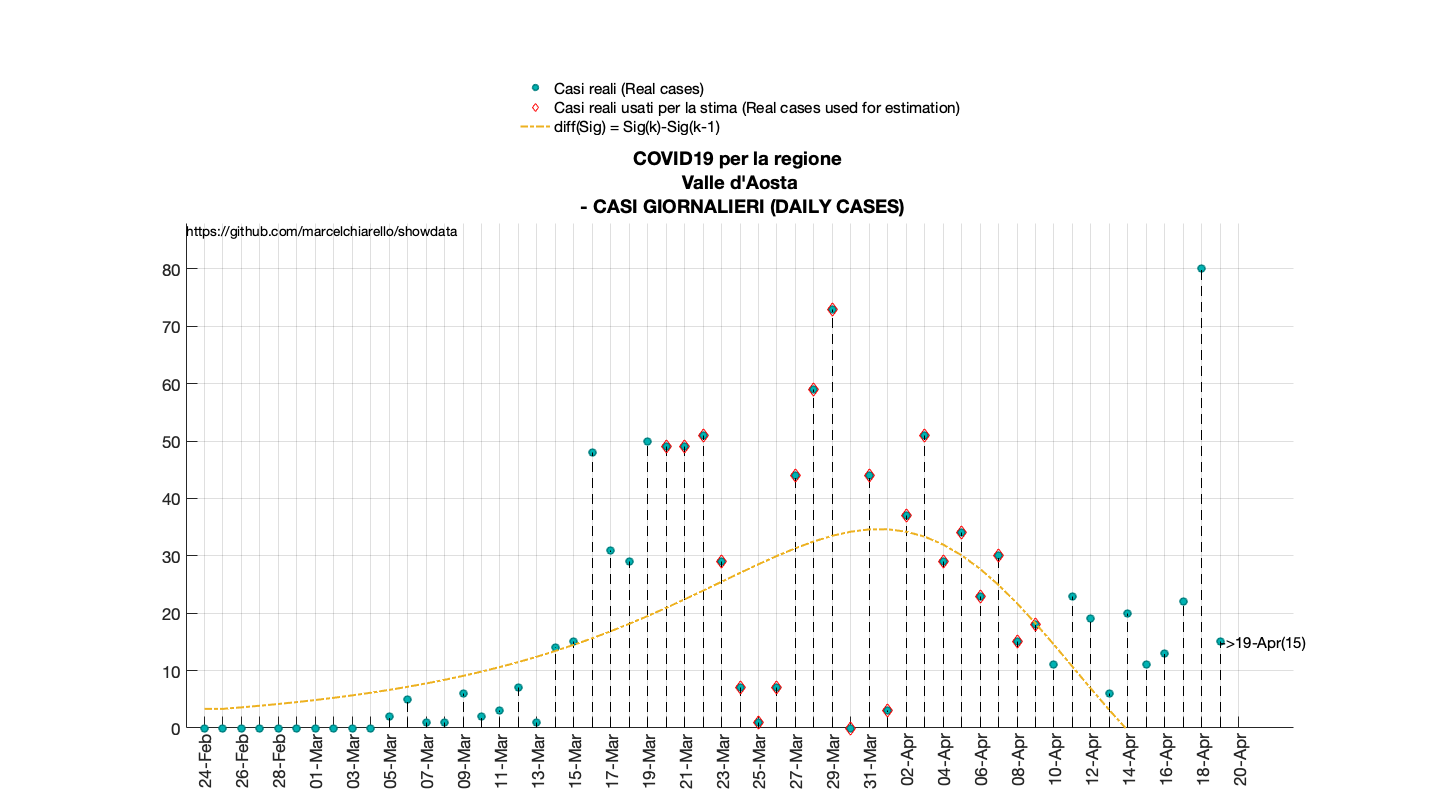 Casi reali (Real cases)
Casi reali usati per la stima (Real cases used for estimation)
diff(Sig) = Sig(k)-Sig(k-1)
COVID19 per la regione
Valle d'Aosta
- CASI GIORNALIERI (DAILY CASES)
https://github.com/marcelchiarello/showdata
80
70
60
50
40
30
20
10
0
->19-Apr(15)
24-Feb
26-Feb
28-Feb
01-Mar
03-Mar
05-Mar
07-Mar
09-Mar
11-Mar
13-Mar
15-Mar
17-Mar
19-Mar
21-Mar
23-Mar
25-Mar
27-Mar
29-Mar
31-Mar
02-Apr
04-Apr
06-Apr
08-Apr
10-Apr
12-Apr
14-Apr
16-Apr
18-Apr
20-Apr